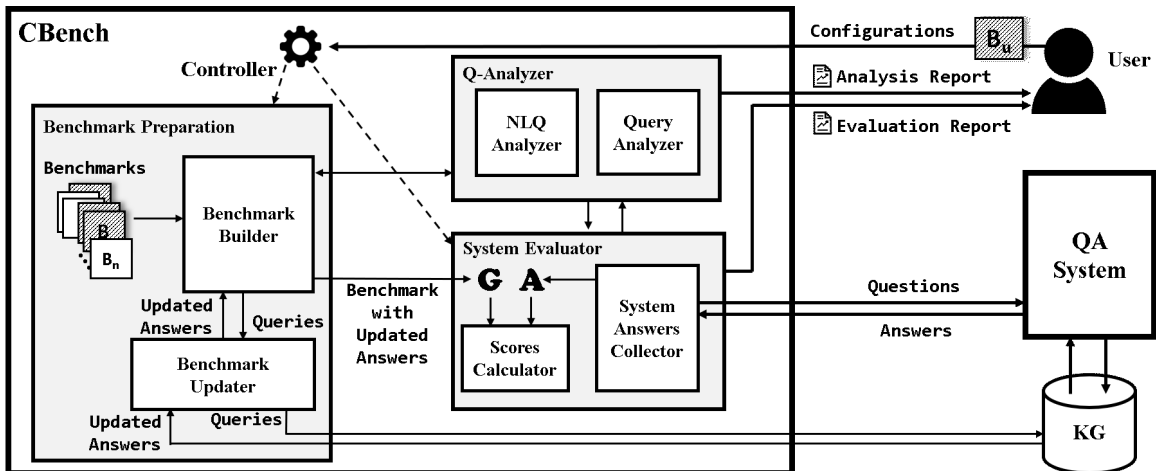 CBench
Controller
Configurations
B_u
User
Analysis Report
Evaluation Report
Q-Analyzer
NLQ
Analyzer
Query
Analyzer
Benchmark Preparation
Benchmarks
B
B_n
Benchmark
Builder
Updated
Answers
Queries
Benchmark
Updater
Updated
Answers
Queries
Benchmark
with
Updated
Answers
System Evaluator
G A
Scores
Calculator
System
Answers
Collector
Questions
Answers
QA
System
KG